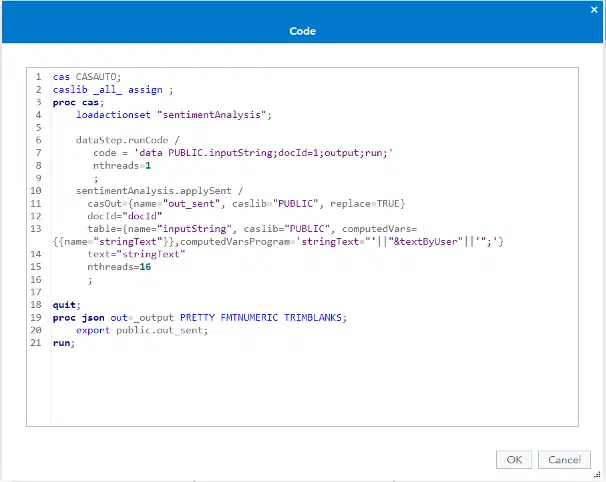 Code
1 cas CASAUTO;
2 caslib _all_ assign ;
3 proc cas;
4 loadactionset "sentimentAnalysis";
5
6 dataStep.runCode /
7 code = 'data PUBLIC.inputString;docId=1;output;run;'
8 nthreads=1
9 ;
10 sentimentAnalysis.applySent /
11 casOut={name="out_sent", caslib="PUBLIC", replace=TRUE}
12 docId="docId"
13 table={name="inputString", caslib="PUBLIC", computedVars=
{{name="stringText"}},computedVarsProgram='stringText="'||"&textByUser"||'";'}
14 text="stringText"
15 nthreads=16
16 ;
17
18 quit;
19 proc json out=_output PRETTY FMTNUMERIC TRIMBLANKS;
20 export public.out_sent;
21 run;
OK Cancel